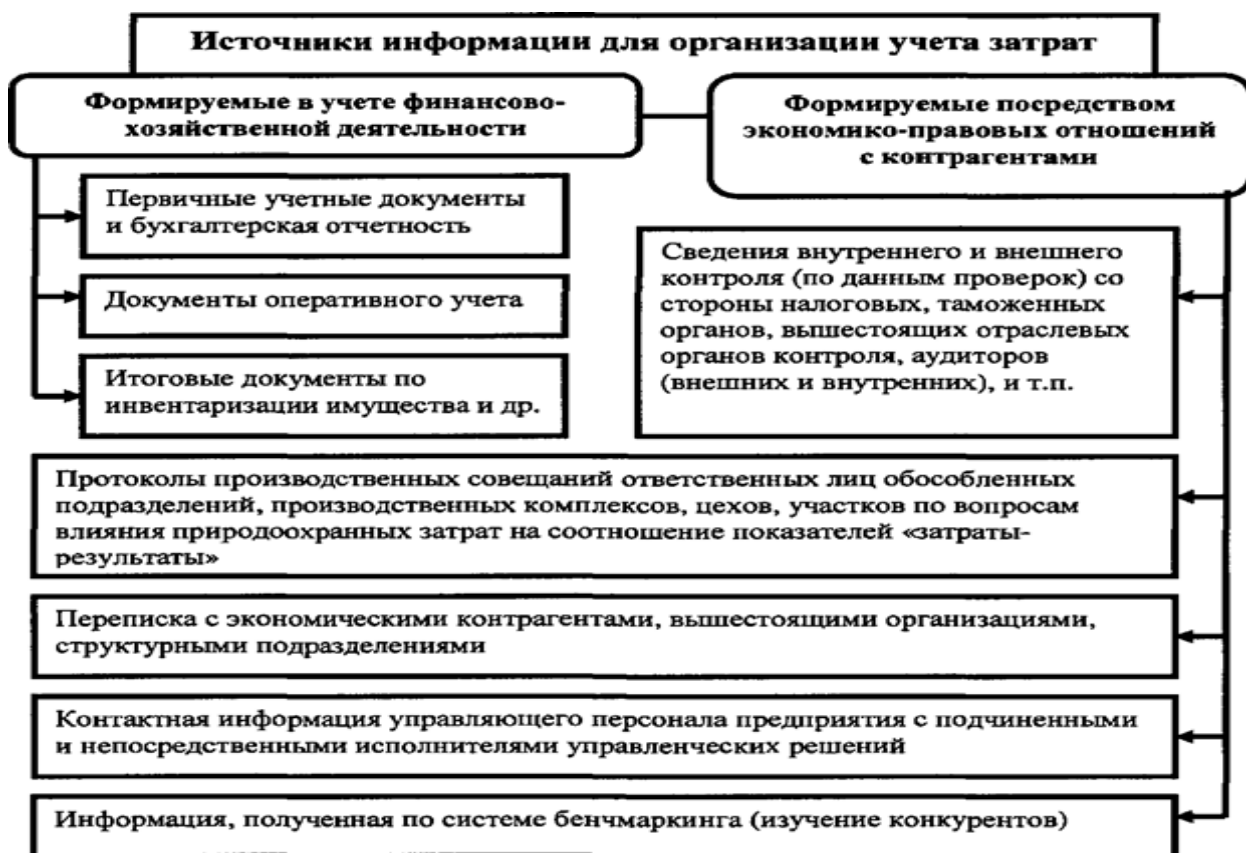 Источники информации для организации учета затрат
Формируемые в учете финансово-
хозяйственной деятельности
Формируемые посредством
экономико-правовых отношений
с контрагентами
Первичные учетные документы
и бухгалтерская отчетность
Документы оперативного учета
Итоговые документы по
инвентаризации имущества и др.
Сведения внутреннего и внешнего
контроля (по данным проверок) со
стороны налоговых, таможенных
органов, вышестоящих отраслевых
органов контроля, аудиторов
(внешних и внутренних), и т.п.
Протоколы производственных совещаний ответственных лиц обособленных
подразделений, производственных комплексов, цехов, участков по вопросам
влияния природоохранных затрат на соотношение показателей «затраты-
результаты»
Переписка с экономическими контрагентами, вышестоящими организациями,
структурными подразделениями
Контактная информация управляющего персонала предприятия с подчиненными
и непосредственными исполнителями управленческих решений
Информация, полученная по системе бенчмаркинга (изучение конкурентов)